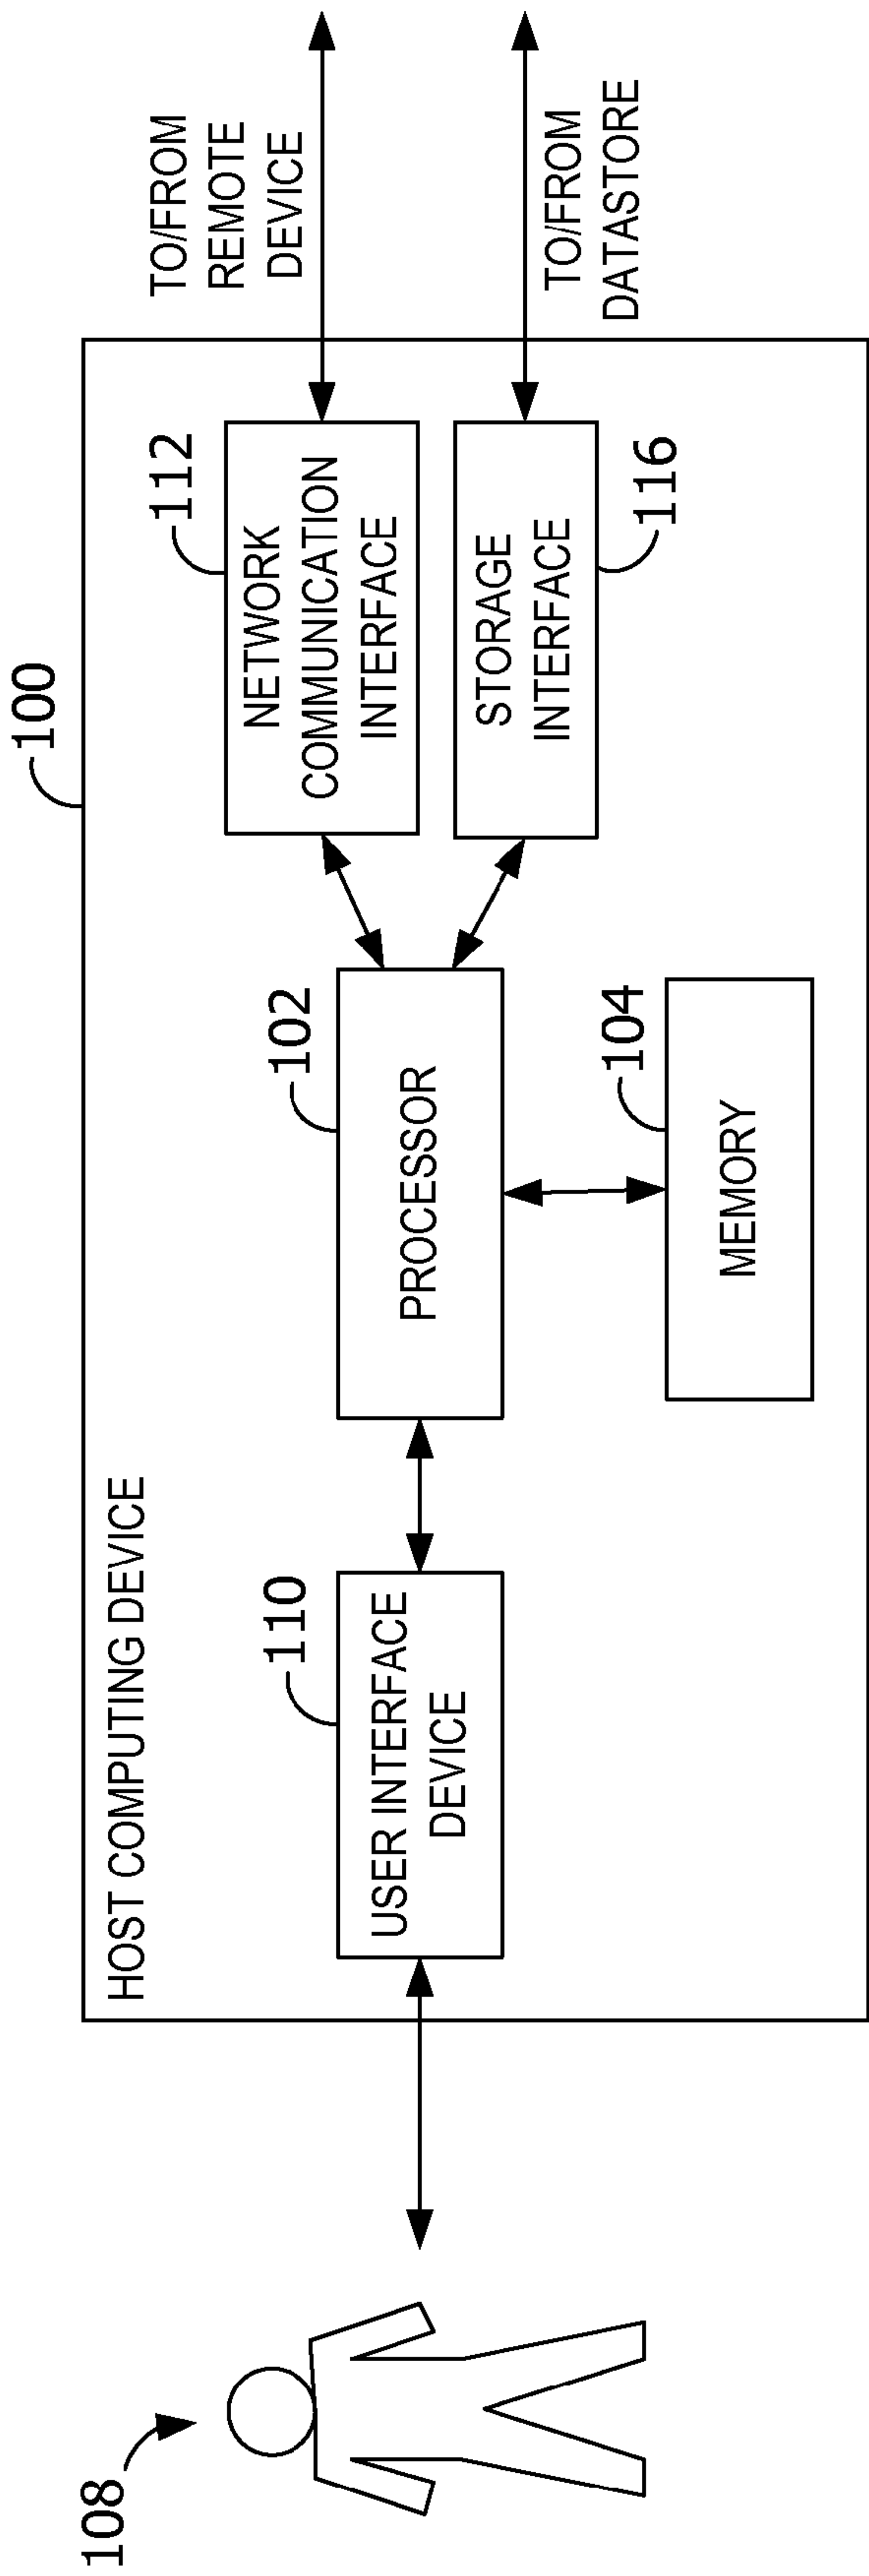 100
HOST COMPUTING DEVICE
108
110
USER INTERFACE
DEVICE
102
PROCESSOR
104
MEMORY
112
NETWORK
COMMUNICATION
INTERFACE
STORAGE
INTERFACE
116
TO/FROM
REMOTE
DEVICE
TO/FROM
DATASTORE